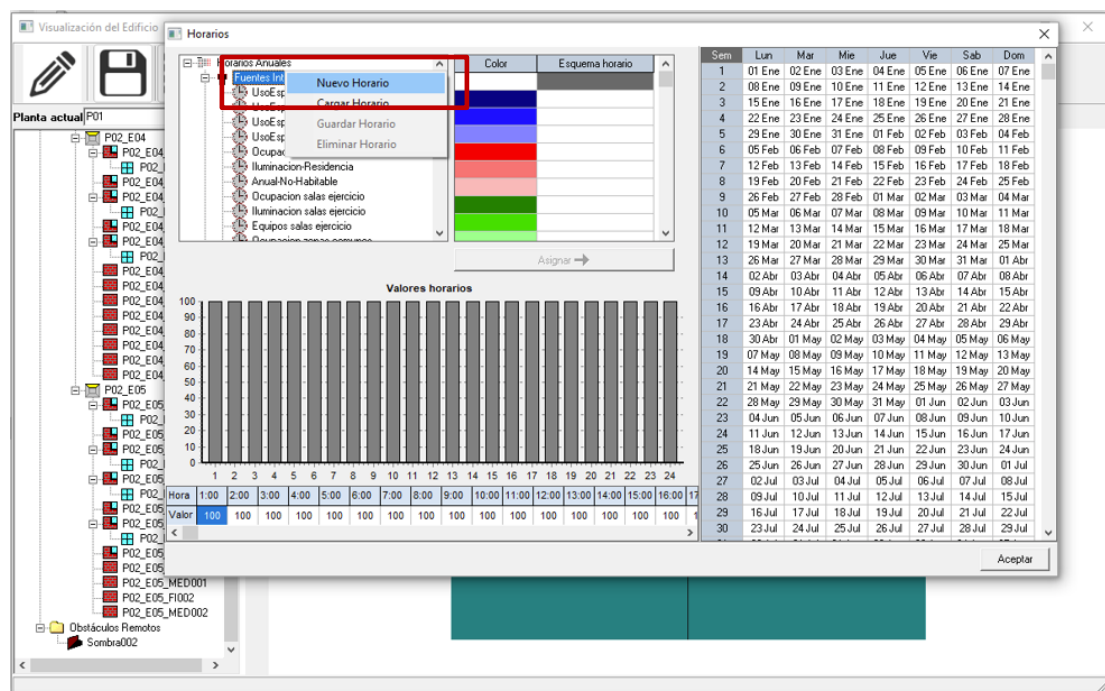 Visualización del Edificio
Horarios
Planta actual P01
P02_E04
P02_E04
P02_E04
P02_E04
P02_E04
P02_E04
P02_E04
P02_E04
P02_E04
P02_E04
P02_E04
P02_E04
P02_E04
P02_E05
P02_E05
P02_E05
P02_E05
P02_E05
P02_E05
P02_E05
P02_E05
P02_E05
P02_E05_MED001
P02_E05_FI002
P02_E05_MED002
Obstáculos Remotos
Sombra002
Horarios Anuales
Fuentes Int
UsoEsp
UsoEsp
UsoEsp
UsoEsp
Ocupac
Iluminacion-Residencia
Anual-No-Habitable
Ocupacion salas ejercicio
Iluminacion salas ejercicio
Equipos salas ejercicio
Ocupacion zonas comunes
Nuevo Horario
Cargar Horario
Guardar Horario
Eliminar Horario
Color Esquema horario
Asignar
Valores horarios
100
90
80
70
60
50
40
30
20
10
0
1 2 3 4 5 6 7 8 9 10 11 12 13 14 15 16 17 18 19 20 21 22 23 24
Hora 1:00 2:00 3:00 4:00 5:00 6:00 7:00 8:00 9:00 10:00 11:00 12:00 13:00 14:00 15:00 16:00 17
Valor 100 100 100 100 100 100 100 100 100 100 100 100 100 100 100 100 1
Sem Lun Mar Mie Jue Vie Sab Dom
1 01 Ene 02 Ene 03 Ene 04 Ene 05 Ene 06 Ene 07 Ene
2 08 Ene 09 Ene 10 Ene 11 Ene 12 Ene 13 Ene 14 Ene
3 15 Ene 16 Ene 17 Ene 18 Ene 19 Ene 20 Ene 21 Ene
4 22 Ene 23 Ene 24 Ene 25 Ene 26 Ene 27 Ene 28 Ene
5 29 Ene 30 Ene 31 Ene 01 Feb 02 Feb 03 Feb 04 Feb
6 05 Feb 06 Feb 07 Feb 08 Feb 09 Feb 10 Feb 11 Feb
7 12 Feb 13 Feb 14 Feb 15 Feb 16 Feb 17 Feb 18 Feb
8 19 Feb 20 Feb 21 Feb 22 Feb 23 Feb 24 Feb 25 Feb
9 26 Feb 27 Feb 28 Feb 01 Mar 02 Mar 03 Mar 04 Mar
10 05 Mar 06 Mar 07 Mar 08 Mar 09 Mar 10 Mar 11 Mar
11 12 Mar 13 Mar 14 Mar 15 Mar 16 Mar 17 Mar 18 Mar
12 19 Mar 20 Mar 21 Mar 22 Mar 23 Mar 24 Mar 25 Mar
13 26 Mar 27 Mar 28 Mar 29 Mar 30 Mar 31 Mar 01 Abr
14 02 Abr 03 Abr 04 Abr 05 Abr 06 Abr 07 Abr 08 Abr
15 09 Abr 10 Abr 11 Abr 12 Abr 13 Abr 14 Abr 15 Abr
16 16 Abr 17 Abr 18 Abr 19 Abr 20 Abr 21 Abr 22 Abr
17 23 Abr 24 Abr 25 Abr 26 Abr 27 Abr 28 Abr 29 Abr
18 30 Abr 01 May 02 May 03 May 04 May 05 May 06 May
19 07 May 08 May 09 May 10 May 11 May 12 May 13 May
20 14 May 15 May 16 May 17 May 18 May 19 May 20 May
21 21 May 22 May 23 May 24 May 25 May 26 May 27 May
22 28 May 29 May 30 May 31 May 01 Jun 02 Jun 03 Jun
23 04 Jun 05 Jun 06 Jun 07 Jun 08 Jun 09 Jun 10 Jun
24 11 Jun 12 Jun 13 Jun 14 Jun 15 Jun 16 Jun 17 Jun
25 18 Jun 19 Jun 20 Jun 21 Jun 22 Jun 23 Jun 24 Jun
26 25 Jun 26 Jun 27 Jun 28 Jun 29 Jun 30 Jun 01 Jul
27 02 Jul 03 Jul 04 Jul 05 Jul 06 Jul 07 Jul 08 Jul
28 09 Jul 10 Jul 11 Jul 12 Jul 13 Jul 14 Jul 15 Jul
29 16 Jul 17 Jul 18 Jul 19 Jul 20 Jul 21 Jul 22 Jul
30 23 Jul 24 Jul 25 Jul 26 Jul 27 Jul 28 Jul 29 Jul
Aceptar